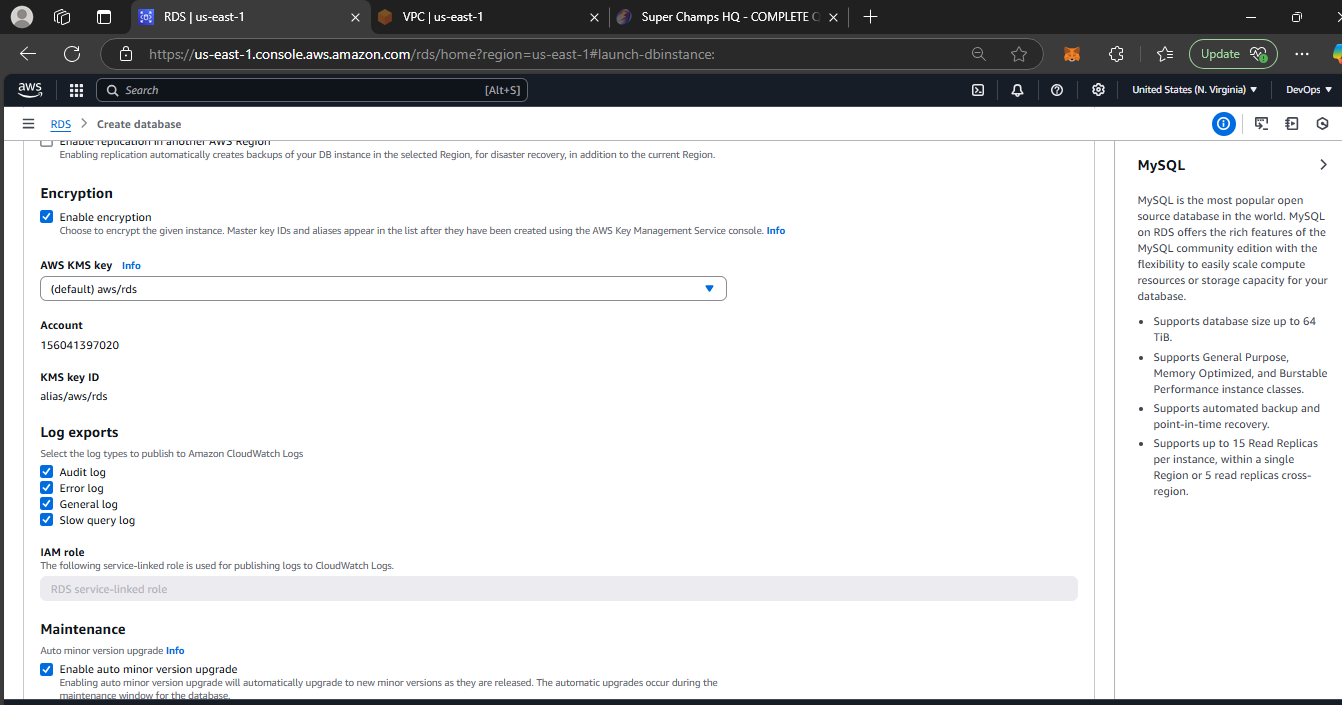 RDS | us-east-1
VPC | us-east-1
Super Champs HQ - COMPLETE
Update
https://us-east-1.console.aws.amazon.com/rds/home?region=us-east-1#launch-dbinstance:
aws
Search
[Alt+S]
United States (N. Virginia)
DevOps
RDS
Create database
Enable replication in another AWS Region
Enabling replication automatically creates backups of your DB instance in the selected Region, for disaster recovery, in addition to the current Region.
Encryption
Enable encryption
Choose to encrypt the given instance. Master key IDs and aliases appear in the list after they have been created using the AWS Key Management Service console. Info
AWS KMS key Info
(default) aws/rds
Account
156041397020
KMS key ID
alias/aws/rds
Log exports
Select the log types to publish to Amazon CloudWatch Logs
Audit log
Error log
General log
Slow query log
IAM role
The following service-linked role is used for publishing logs to CloudWatch Logs.
RDS service-linked role
Maintenance
Auto minor version upgrade Info
Enable auto minor version upgrade
Enabling auto minor version upgrade will automatically upgrade to new minor versions as they are released. The automatic upgrades occur during the
maintenance window for the database.
MySQL
MySQL is the most popular open
source database in the world. MySQL
on RDS offers the rich features of the
MySQL community edition with the
flexibility to easily scale compute
resources or storage capacity for your
database.
Supports database size up to 64
TiB.
Supports General Purpose,
Memory Optimized, and Burstable
Performance instance classes.
Supports automated backup and
point-in-time recovery.
Supports up to 15 Read Replicas
per instance, within a single
Region or 5 read replicas cross-
region.